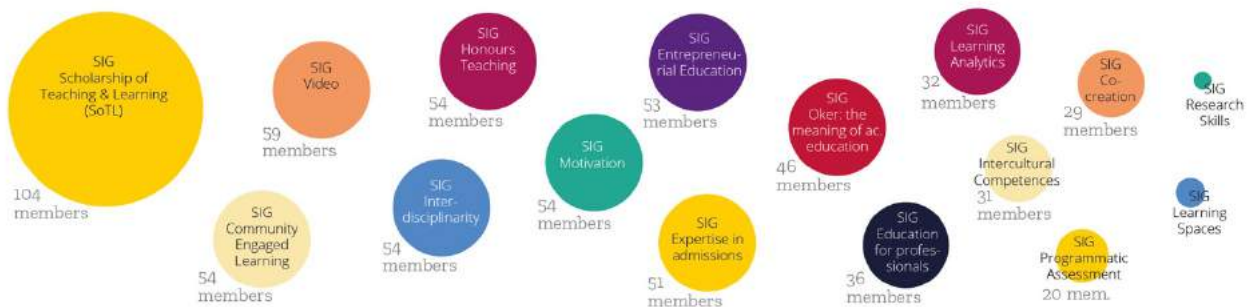 SIG
Scholarship of
Teaching & Learning
(SoTL)
104
members
SIG
Video
59
members
SIG
Community
Engaged
Learning
54
members
SIG
Honours
Teaching
54
members
SIG
Inter-
disciplinarity
54
members
SIG
Motivation
54
members
SIG
Entrepreneu-
rial Education
53
members
SIG
Expertise in
admissions
51
members
SIG
Oker: the
meaning of ac.
education
46
members
SIG
Education
for profes-
sionals
36
members
SIG
Learning
Analytics
32
members
SIG
Intercultural
Competences
31
members
SIG
Co-
creation
29
members
SIG
Programmatic
Assessment
20 mem.
SIG
Research
Skills
SIG
Learning
Spaces